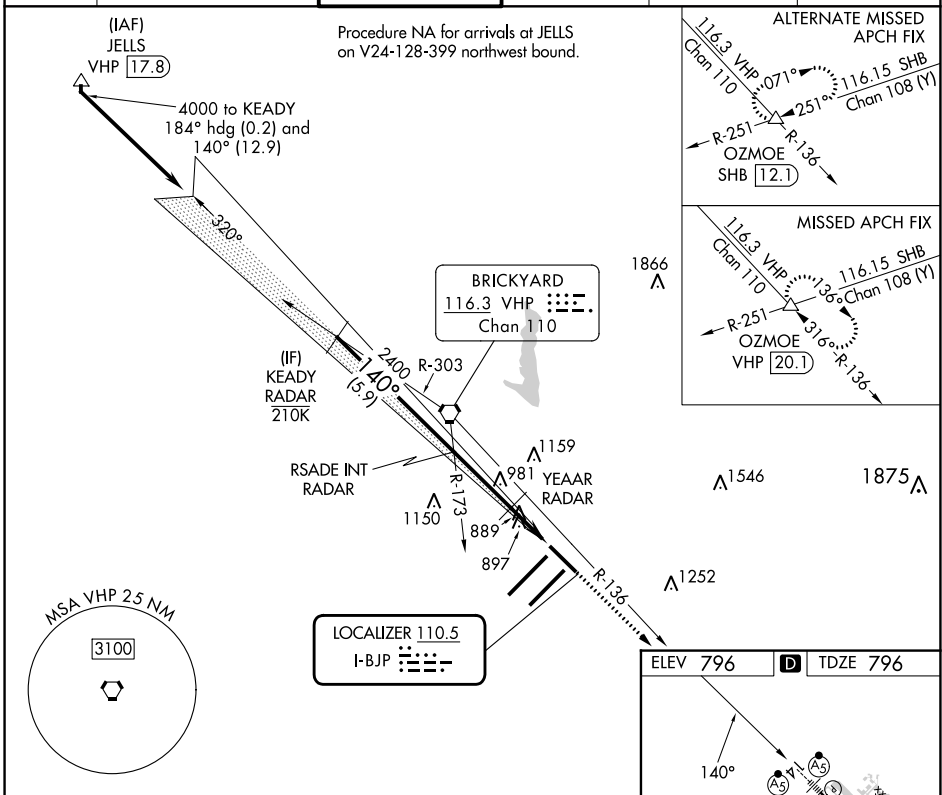 (IAF)
JELLS
VHP 17.8
Procedure NA for arrivals at JELLS
on V24-128-399 northwest bound.
4000 to KEADY
184° hdg (0.2) and
140° (12.9)
320°
ALTERNATE MISSED
APCH FIX
116.3 VHP
Chan 110
071°
116.15 SHB
Chan 108 (Y)
251°
R-251
R-136
OZMOE
SHB 12.1
MISSED APCH FIX
116.3 VHP
Chan 110
136°
116.15 SHB
Chan 108 (Y)
R-251
316°
R-136
OZMOE
VHP 20.1
1866
BRICKYARD
116.3 VHP
Chan 110
(IF)
KEADY
RADAR
210K
2400
140°
(5.9)
R-303
RSADE INT
RADAR
R-173
1150
1159
981
YEAAR
RADAR
889
897
1546
1875
1252
R-136
MSA VHP 25 NM
3100
LOCALIZER 110.5
I-BJP
ELEV 796
D
TDZE 796
140°
14
A5
A5
P